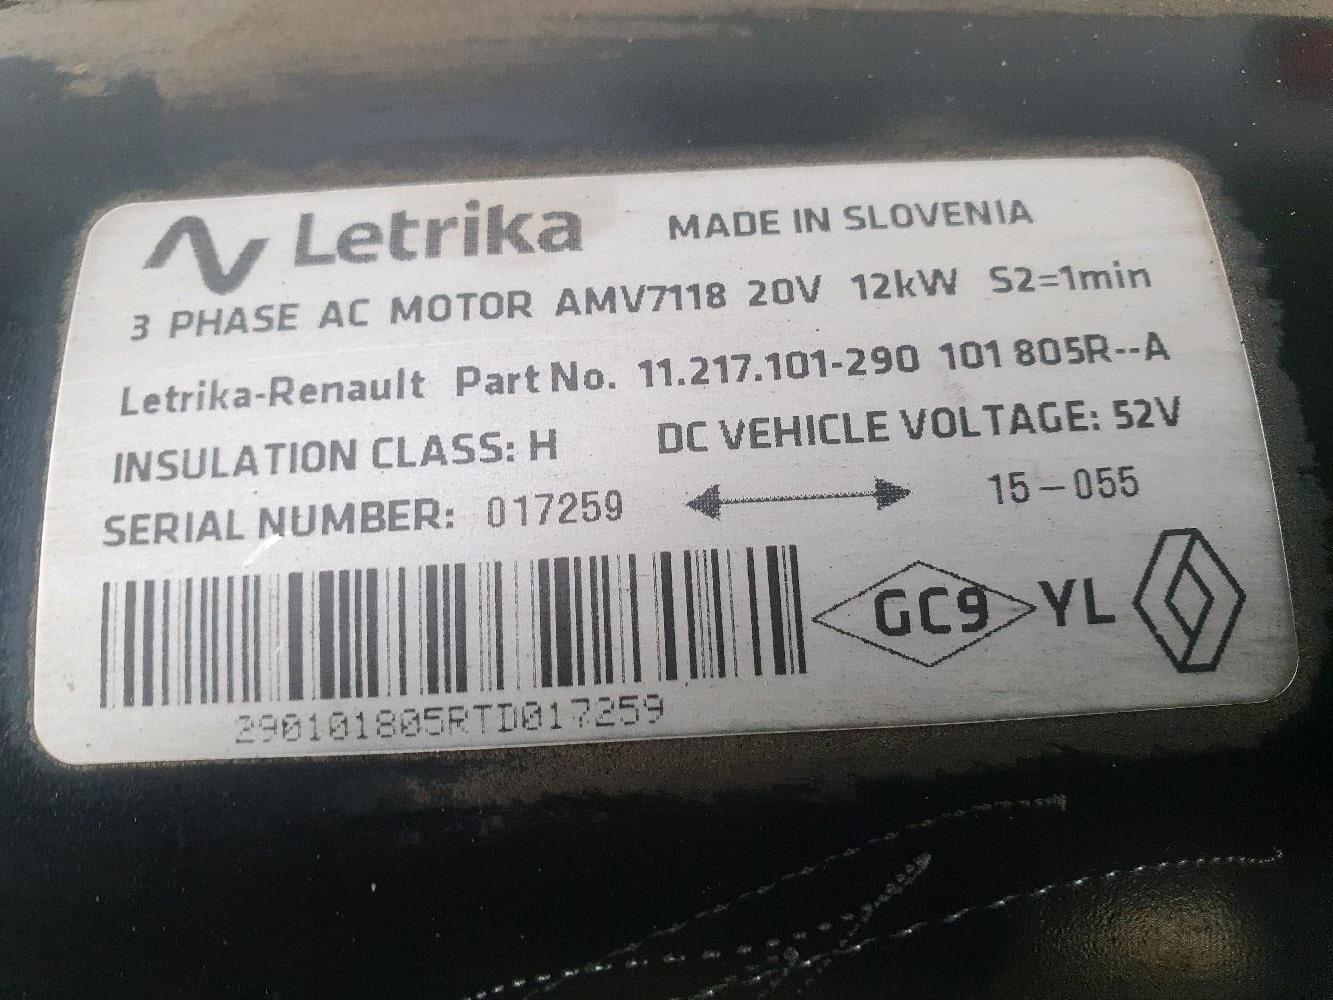 Letrika MADE IN SLOVENIA
3 PHASE AC MOTOR AMV7118 20V 12kW S2=1min
Letrika-Renault Part No. 11.217.101-290 101 805R--A
INSULATION CLASS: H DC VEHICLE VOLTAGE: 52V
SERIAL NUMBER: 017259 15-055
GC9 YL
290101805RTD017259